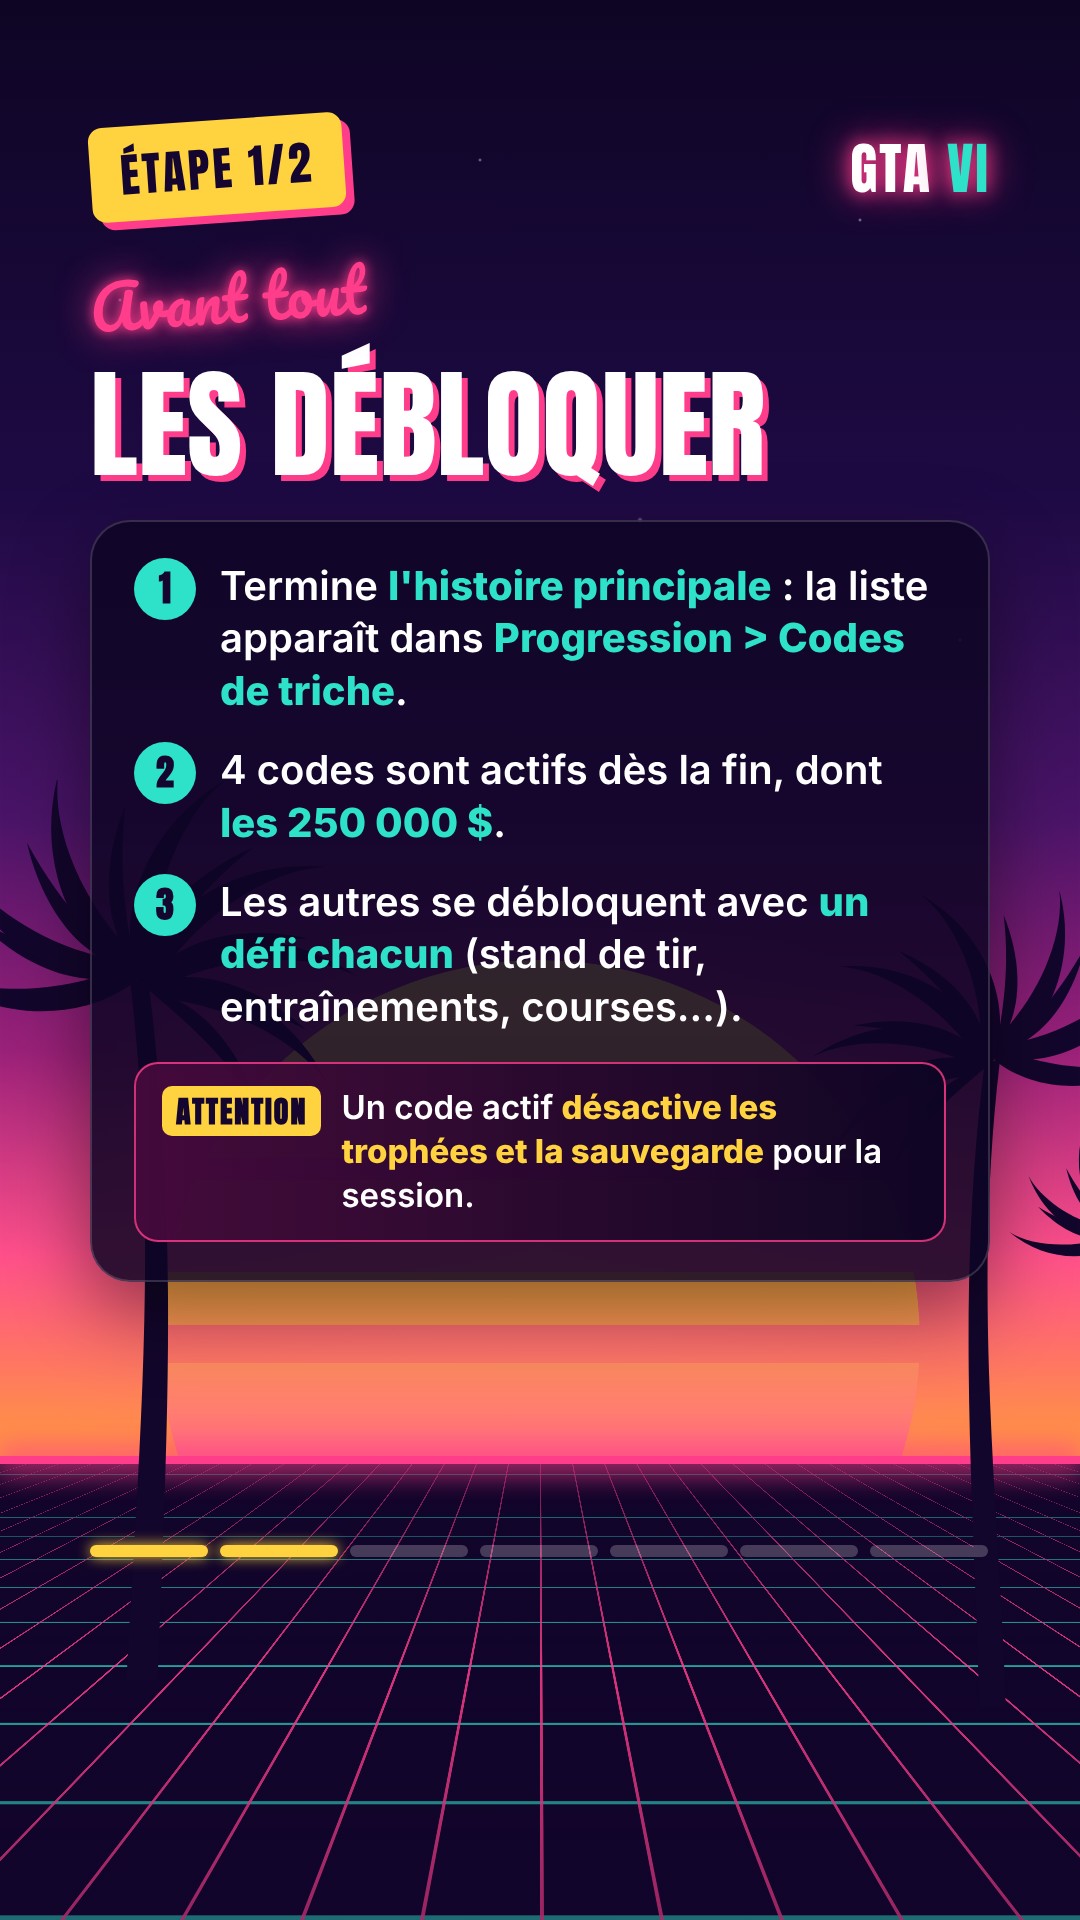 ÉTAPE 1/2
GTA VI
Avant tout
LES DÉBLOQUER
1 Termine l'histoire principale : la liste
apparaît dans Progression > Codes
de triche.
2 4 codes sont actifs dès la fin, dont
les 250 000 $.
3 Les autres se débloquent avec un
défi chacun (stand de tir,
entraînements, courses...).
ATTENTION Un code actif désactive les
trophées et la sauvegarde pour la
session.